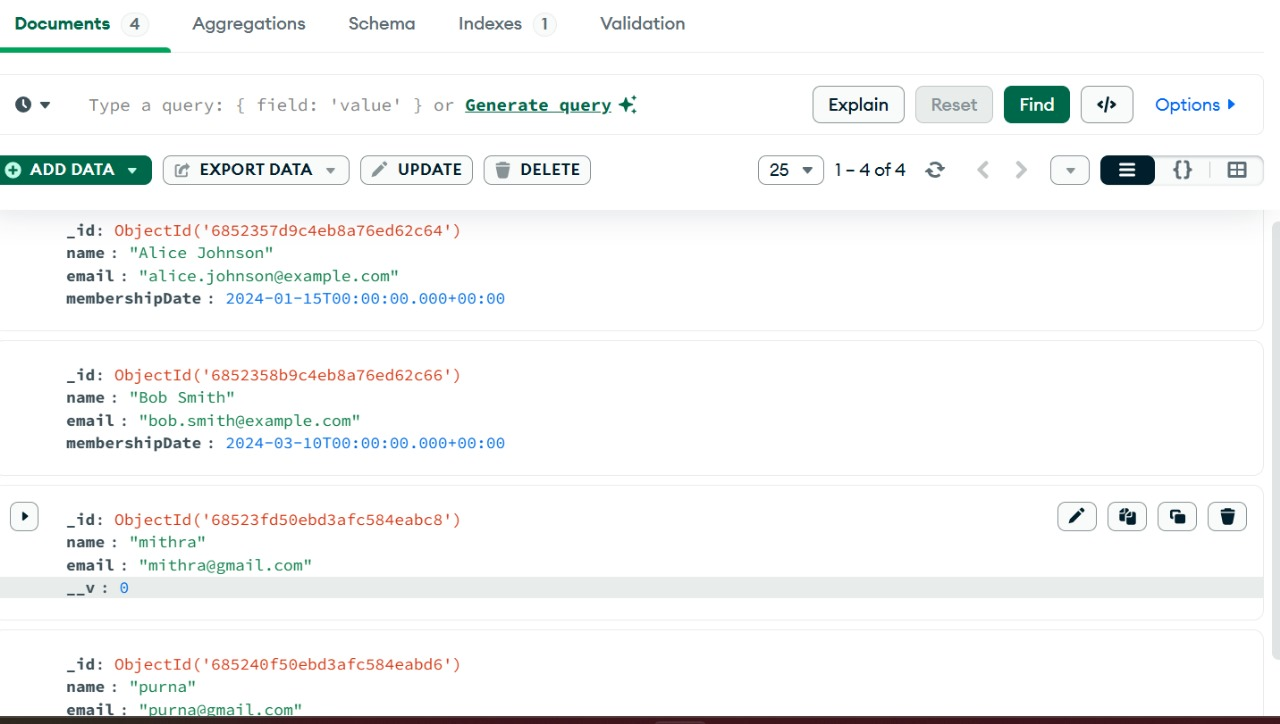 Documents 4 Aggregations Schema Indexes 1 Validation
Type a query: { field: 'value' } or Generate query Explain Reset Find </> Options
ADD DATA EXPORT DATA UPDATE DELETE 25 1 – 4 of 4 {}
_id: ObjectId('6852357d9c4eb8a76ed62c64')
name : "Alice Johnson"
email : "alice.johnson@example.com"
membershipDate : 2024-01-15T00:00:00.000+00:00
_id: ObjectId('6852358b9c4eb8a76ed62c66')
name : "Bob Smith"
email : "bob.smith@example.com"
membershipDate : 2024-03-10T00:00:00.000+00:00
_id: ObjectId('68523fd50ebd3afc584eabc8')
name : "mithra"
email : "mithra@gmail.com"
__v : 0
_id: ObjectId('685240f50ebd3afc584eabd6')
name : "purna"
email : "purna@gmail.com"